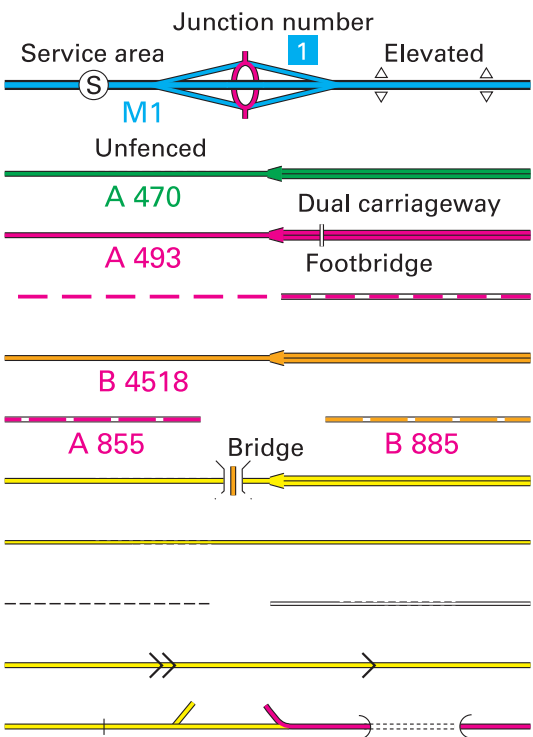 Junction number
Service area 1 Elevated
S
M1
Unfenced
A 470
Dual carriageway
A 493
Footbridge
B 4518
A 855 B 885
Bridge